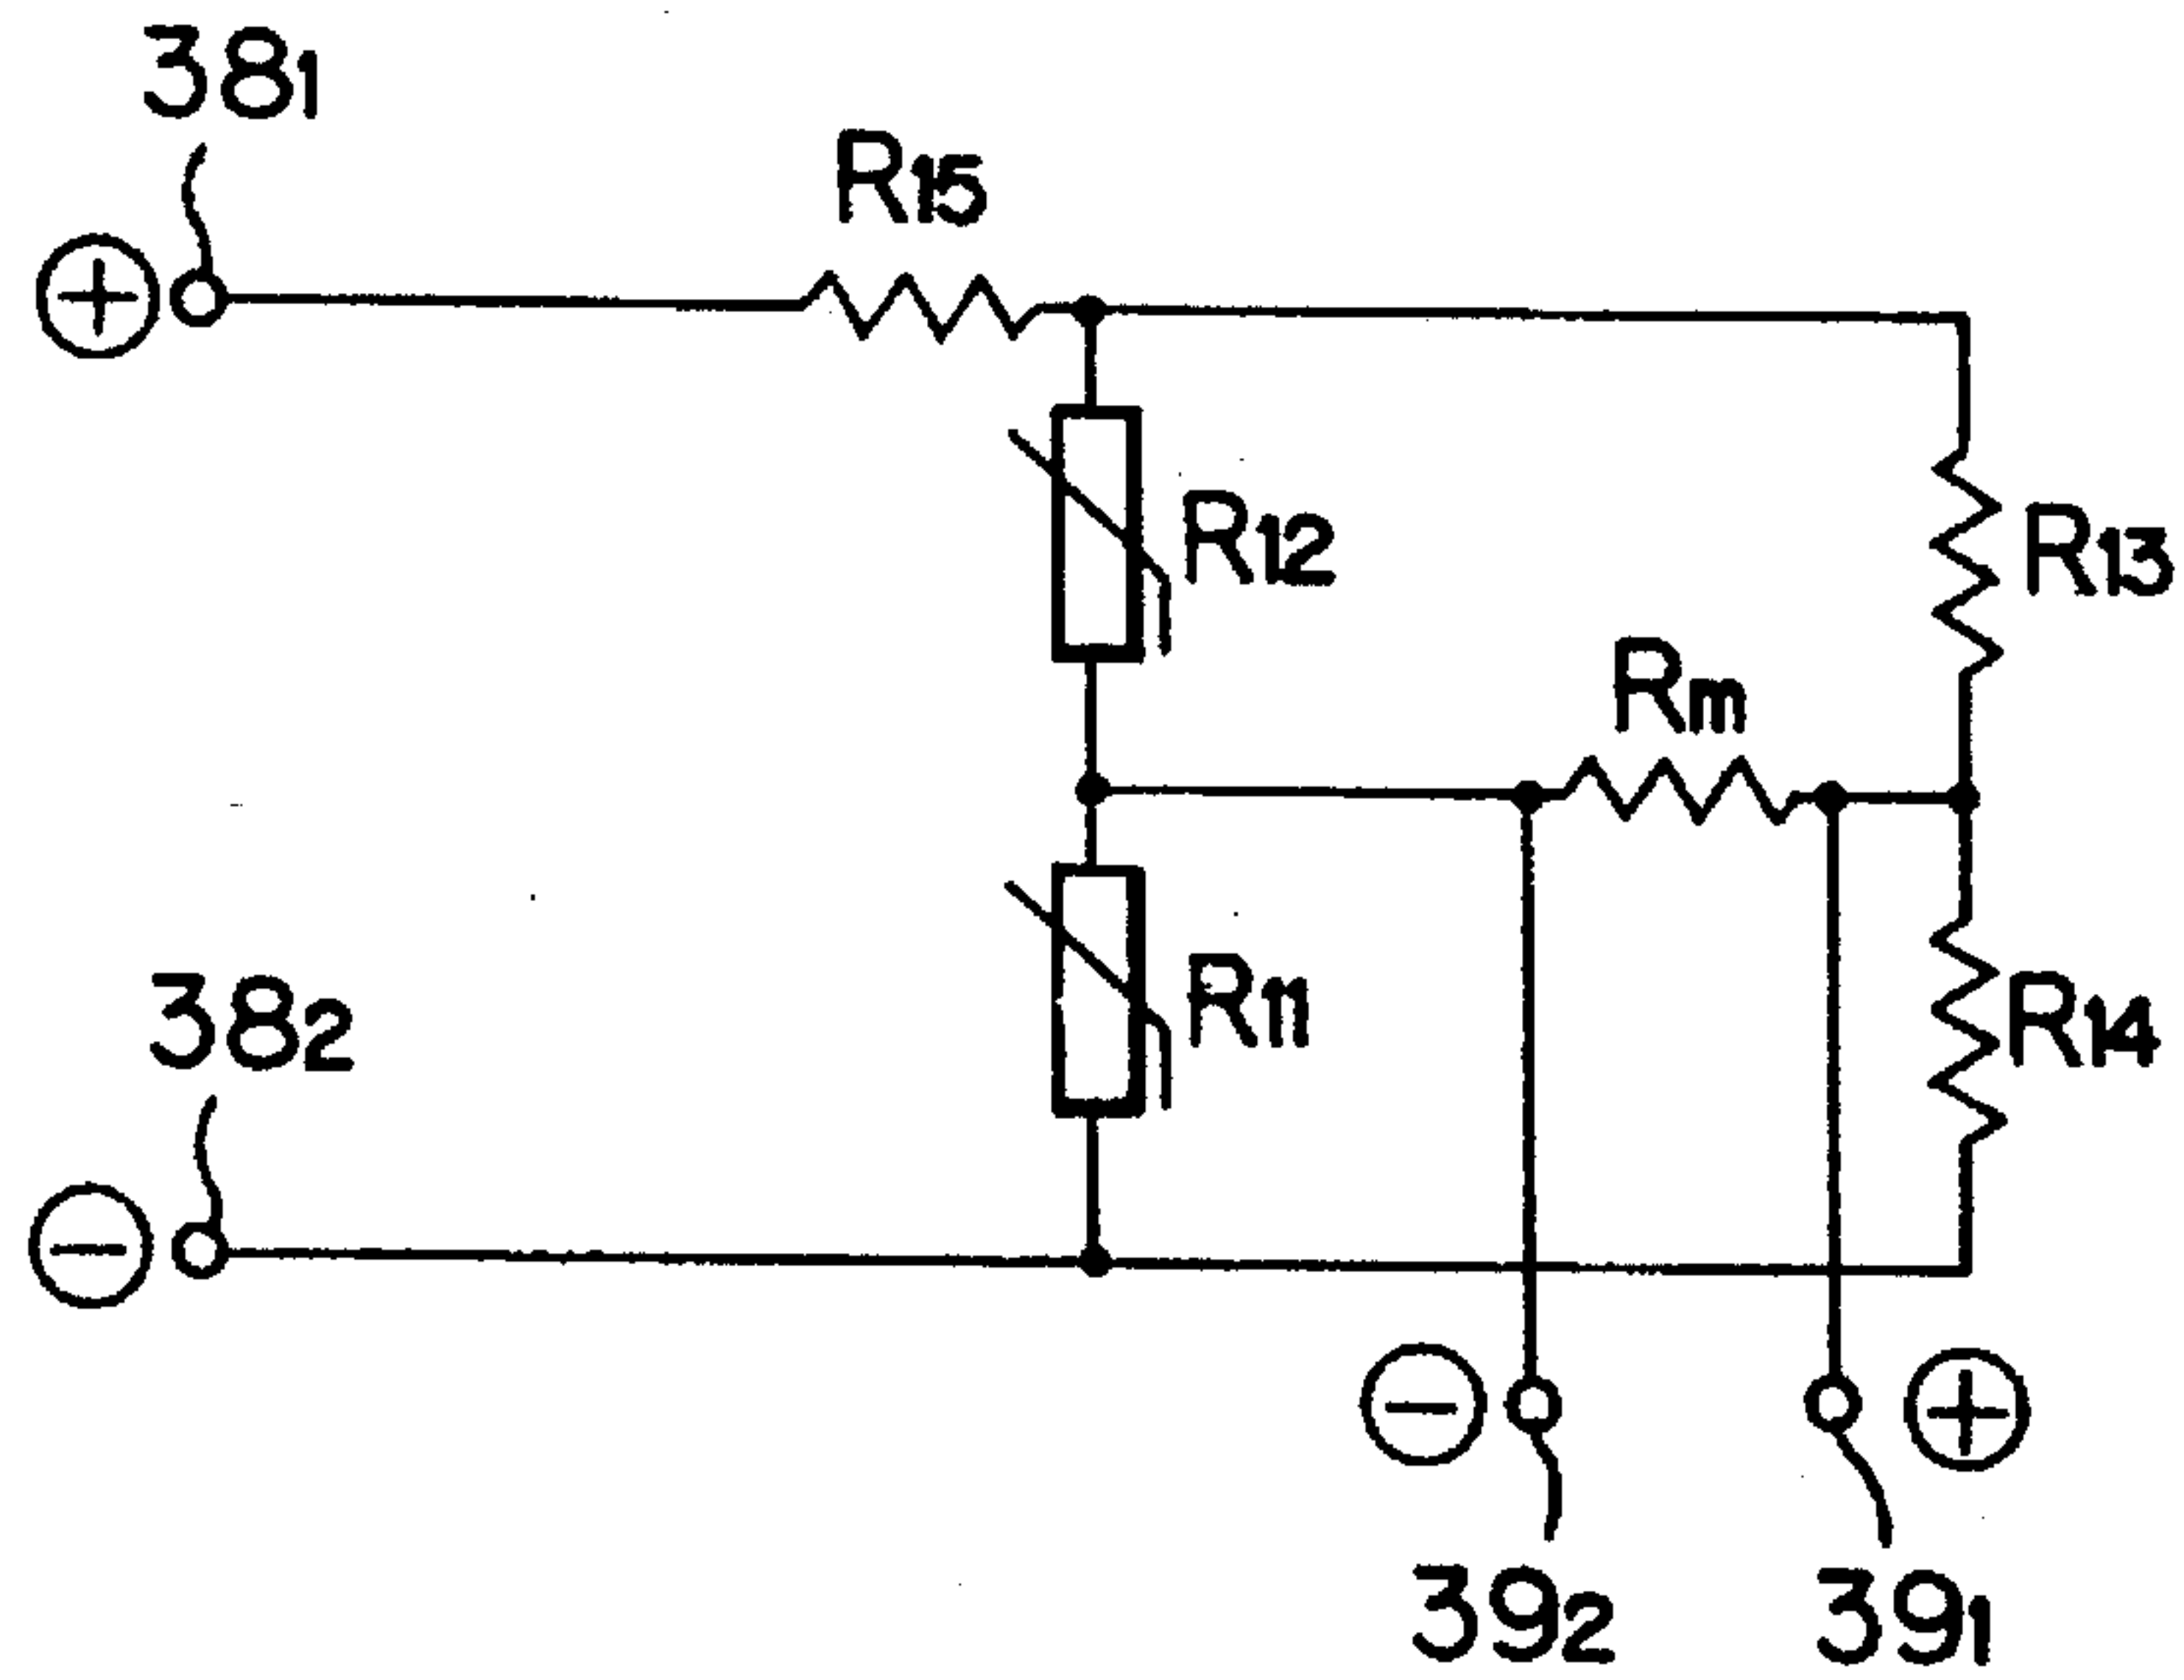 38₁
R₁₅
+
R₁₂
R₁₃
Rₘ
R₁₁
R₁₄
38₂
−
−
+
39₂
39₁